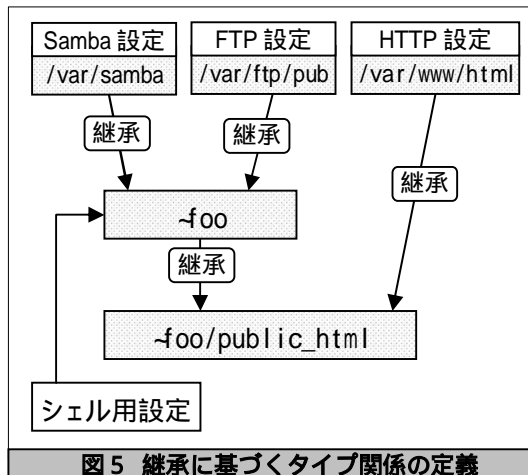 Samba 設定
/var/samba
FTP 設定
/var/ftp/pub
HTTP 設定
/var/www/html
継承
継承
継承
~foo
継承
~foo/public_html
シェル用設定
図5 継承に基づくタイプ関係の定義